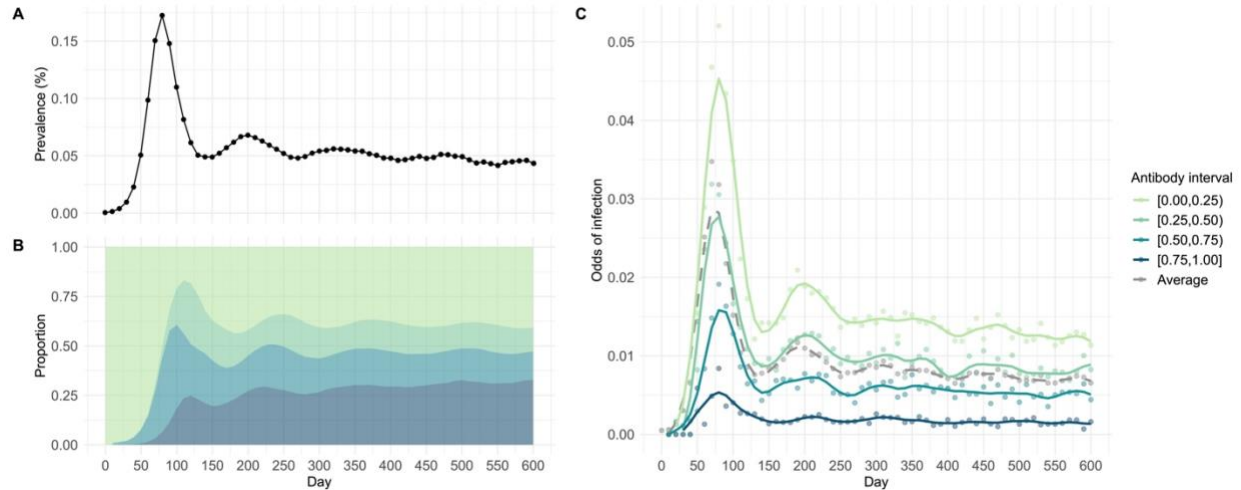 A
Prevalence (%)
0.15
0.10
0.05
0.00
B
Proportion
1.00
0.75
0.50
0.25
0.00
0 50 100 150 200 250 300 350 400 450 500 550 600
Day
C
Odds of infection
0.05
0.04
0.03
0.02
0.01
0.00
0 50 100 150 200 250 300 350 400 450 500 550 600
Day
Antibody interval
[0.00,0.25)
[0.25,0.50)
[0.50,0.75)
[0.75,1.00]
Average